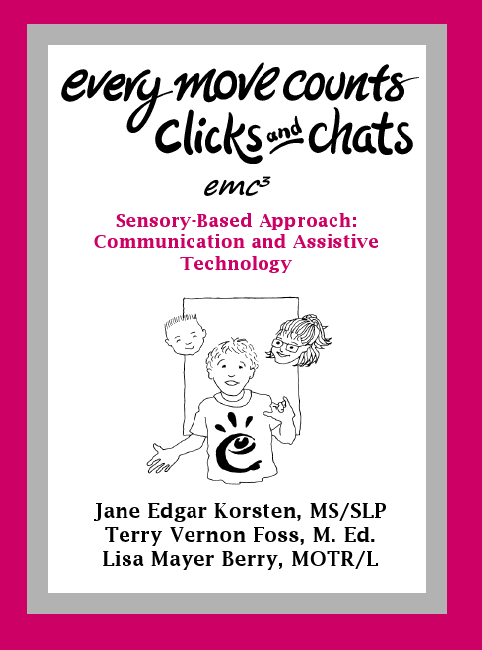 every move counts
clicks and chats
emc³
Sensory-Based Approach:
Communication and Assistive
Technology
e
Jane Edgar Korsten, MS/SLP
Terry Vernon Foss, M. Ed.
Lisa Mayer Berry, MOTR/L